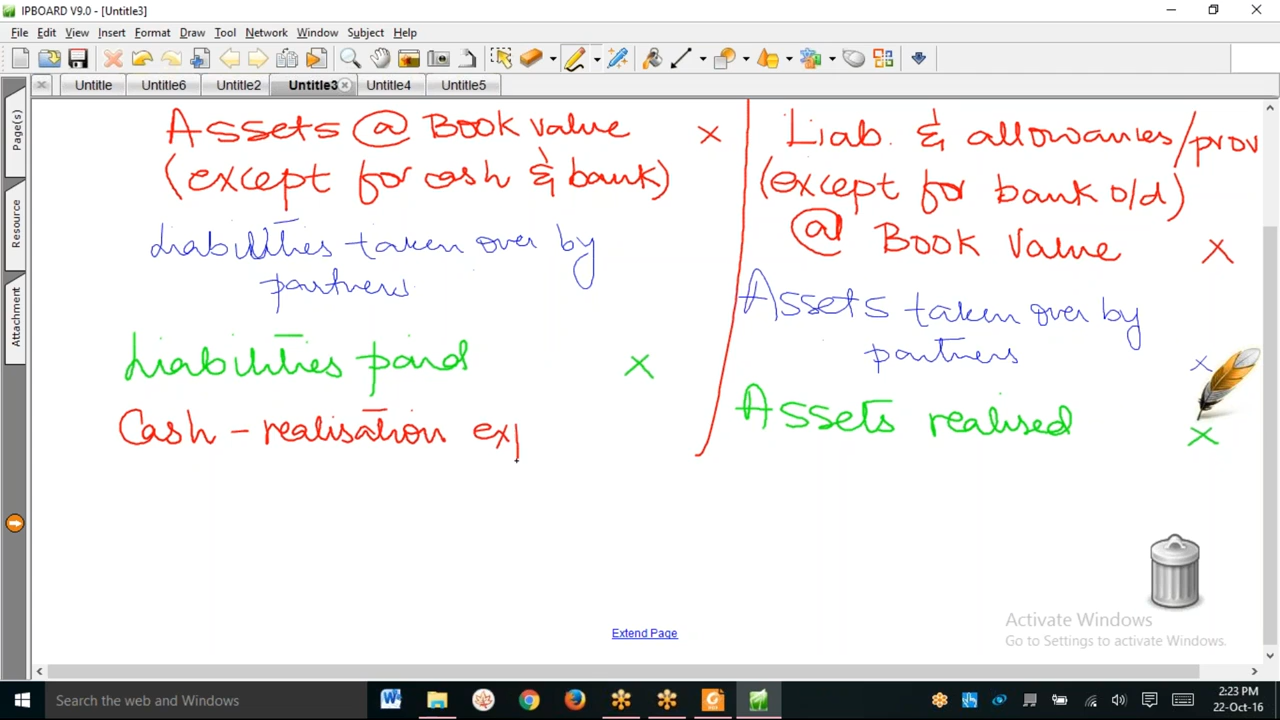 IPBOARD V9.0 - [Untitle3]
File Edit View Insert Format Draw Tool Network Window Subject Help
Untitle Untitle6 Untitle2 Untitle3 Untitle4 Untitle5
Page(s)
Resource
Attachment
Assets @ Book value x
(except for cash & bank)
Liabilities taken over by
partners
Liabilities paid x
Cash - realisation exp
Liab. & allowances/prov
(except for bank o/d)
@ Book Value x
Assets taken over by
partners x
Assets realised x
Extend Page
Activate Windows
Go to Settings to activate Windows.
Search the web and Windows
2:23 PM
22-Oct-16